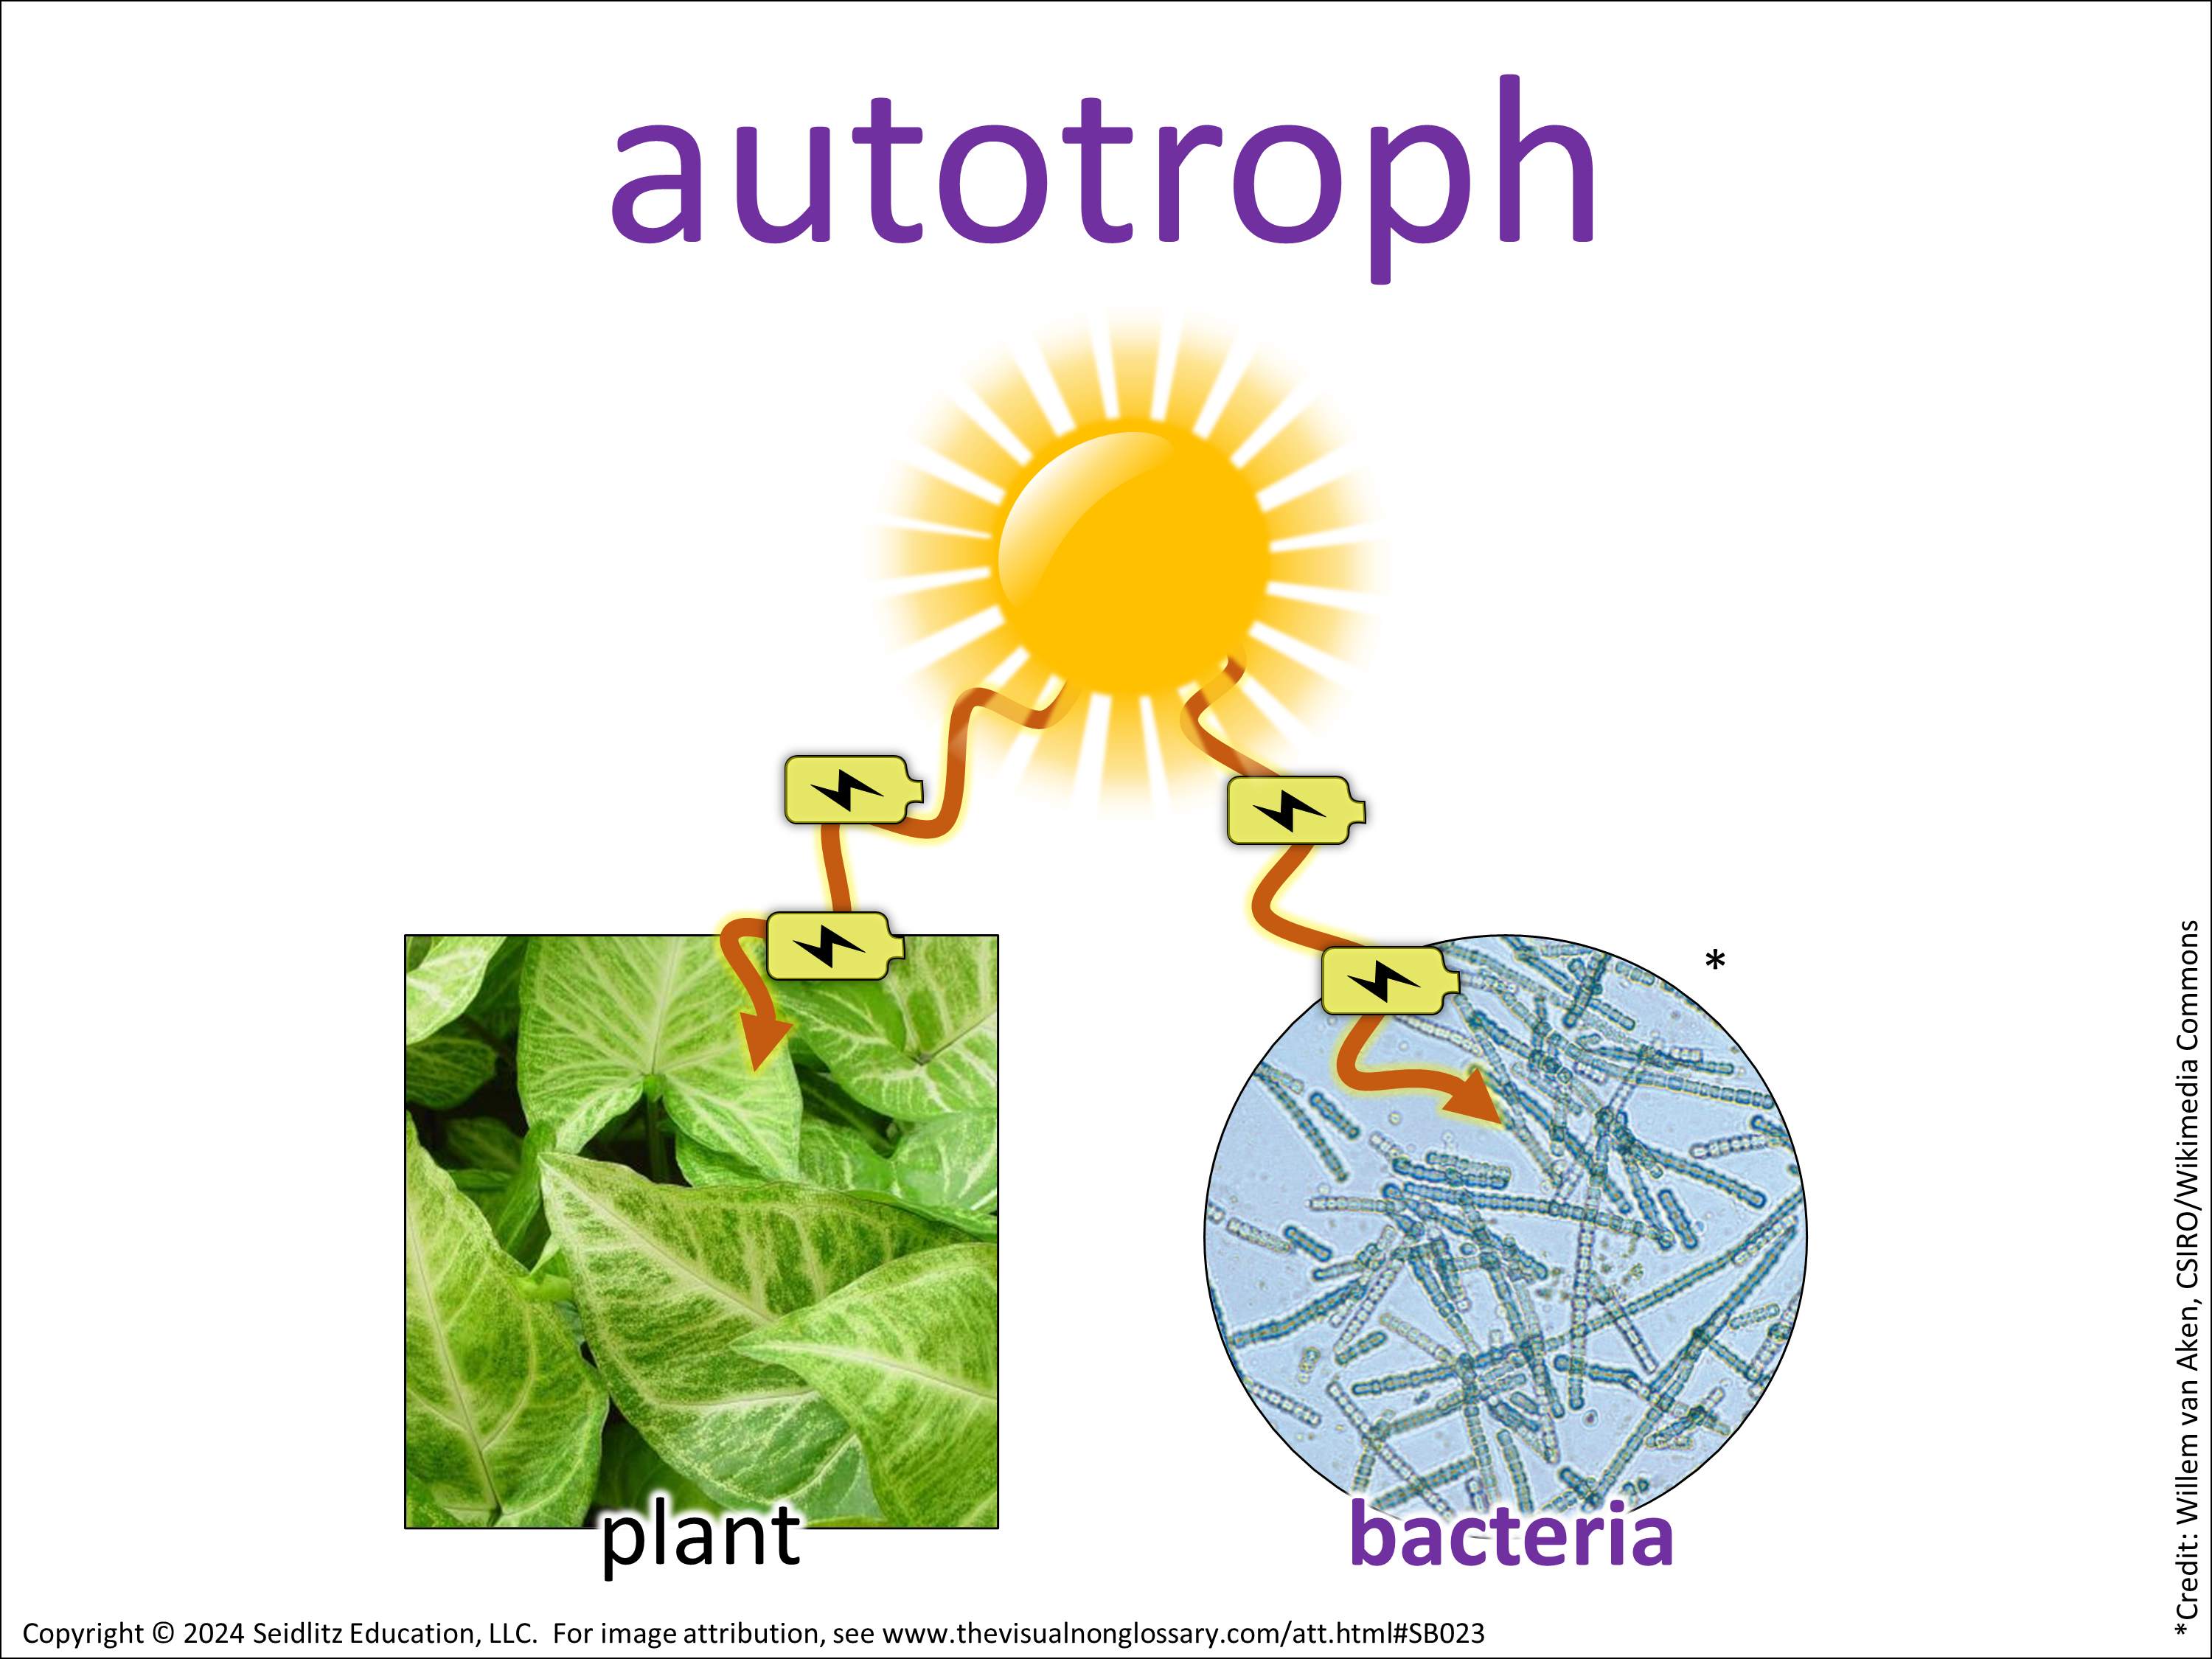 autotroph
*
plant
bacteria
Copyright © 2024 Seidlitz Education, LLC.  For image attribution, see www.thevisualnonglossary.com/att.html#SB023
*Credit: Willem van Aken, CSIRO/Wikimedia Commons